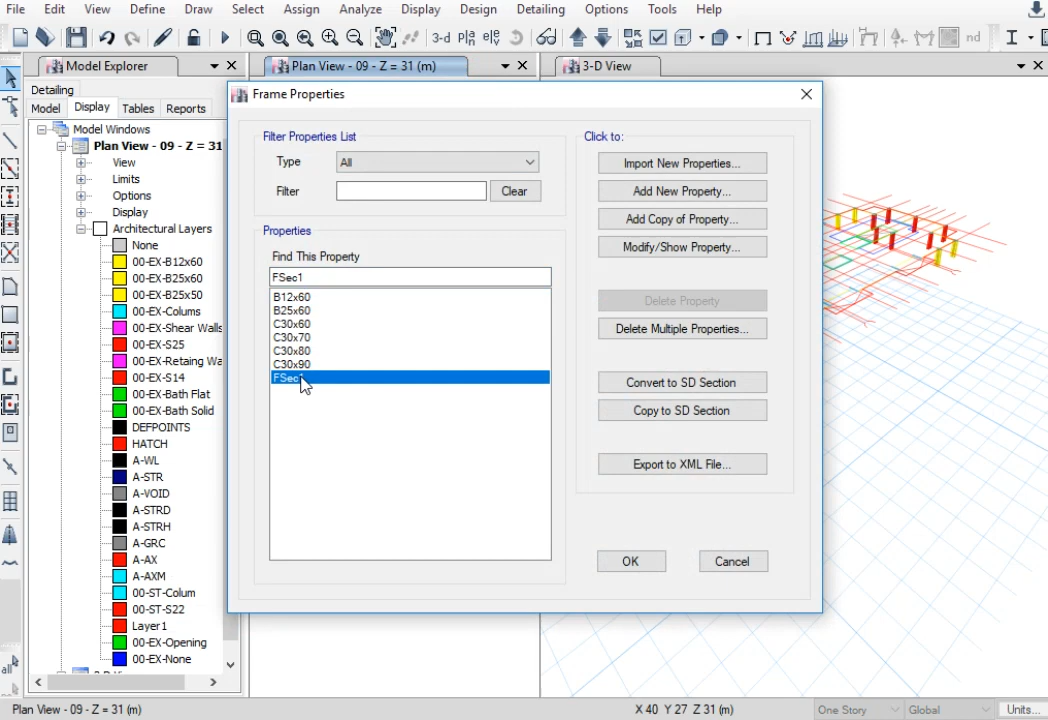 File Edit View Define Draw Select Assign Analyze Display Design Detailing Options Tools Help
3-d plᵃn elᵉv nd
Model Explorer
Plan View - 09 - Z = 31 (m)
3-D View
Detailing
Model Display Tables Reports
Model Windows
Plan View - 09 - Z = 31
View
Limits
Options
Display
Architectural Layers
None
00-EX-B12x60
00-EX-B25x60
00-EX-B25x50
00-EX-Colums
00-EX-Shear Walls
00-EX-S25
00-EX-Retaing Wa
00-EX-S14
00-EX-Bath Flat
00-EX-Bath Solid
DEFPOINTS
HATCH
A-WL
A-STR
A-VOID
A-STRD
A-STRH
A-GRC
A-AX
A-AXM
00-ST-Colum
00-ST-S22
Layer1
00-EX-Opening
00-EX-None
all
Frame Properties
Filter Properties List
Type All
Filter Clear
Properties
Find This Property
FSec1
B12x60
B25x60
C30x60
C30x70
C30x80
C30x90
FSec1
Click to:
Import New Properties...
Add New Property...
Add Copy of Property...
Modify/Show Property...
Delete Property
Delete Multiple Properties...
Convert to SD Section
Copy to SD Section
Export to XML File...
OK Cancel
Plan View - 09 - Z = 31 (m) X 40 Y 27 Z 31 (m) One Story Global Units...